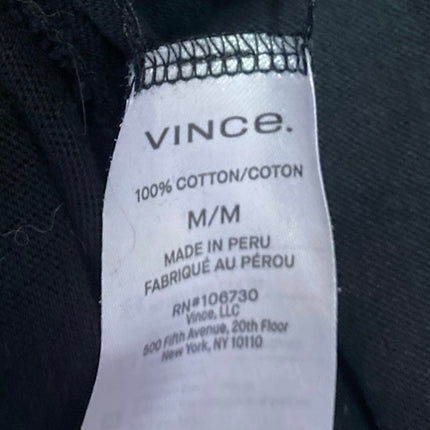 VINCe.
100% COTTON/COTON
M/M
MADE IN PERU
FABRIQUÉ AU PÉROU
RN#106730
Vince, LLC
500 Fifth Avenue, 20th Floor
New York, NY 10110